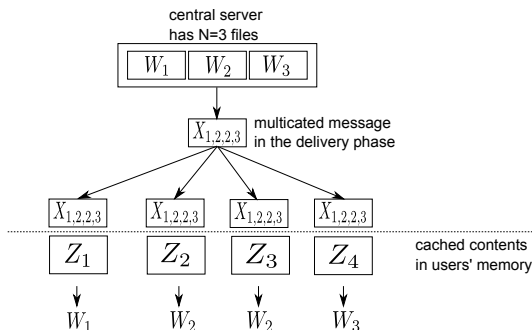 central server
has N=3 files
W₁ W₂ W₃
X₁,₂,₂,₃
multicated message
in the delivery phase
X₁,₂,₂,₃ X₁,₂,₂,₃ X₁,₂,₂,₃ X₁,₂,₂,₃
cached contents
in users' memory
Z₁ Z₂ Z₃ Z₄
W₁ W₂ W₂ W₃